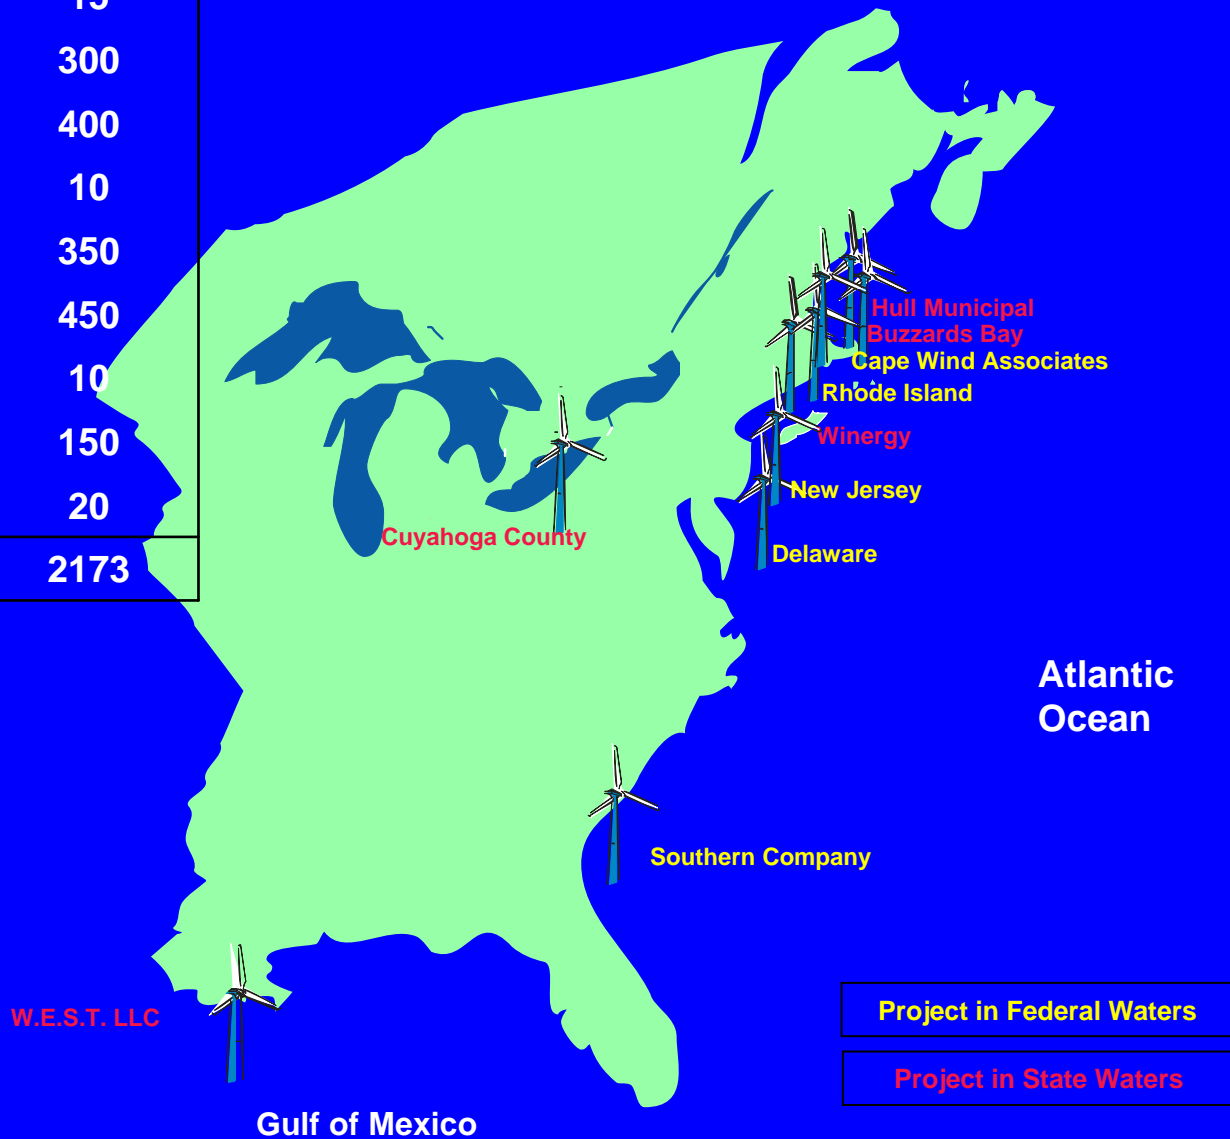 300
400
10
350
450
10
150
20
2173
Hull Municipal
Buzzards Bay
Cape Wind Associates
Rhode Island
Winergy
New Jersey
Cuyahoga County
Delaware
Atlantic
Ocean
Southern Company
W.E.S.T. LLC
Project in Federal Waters
Project in State Waters
Gulf of Mexico